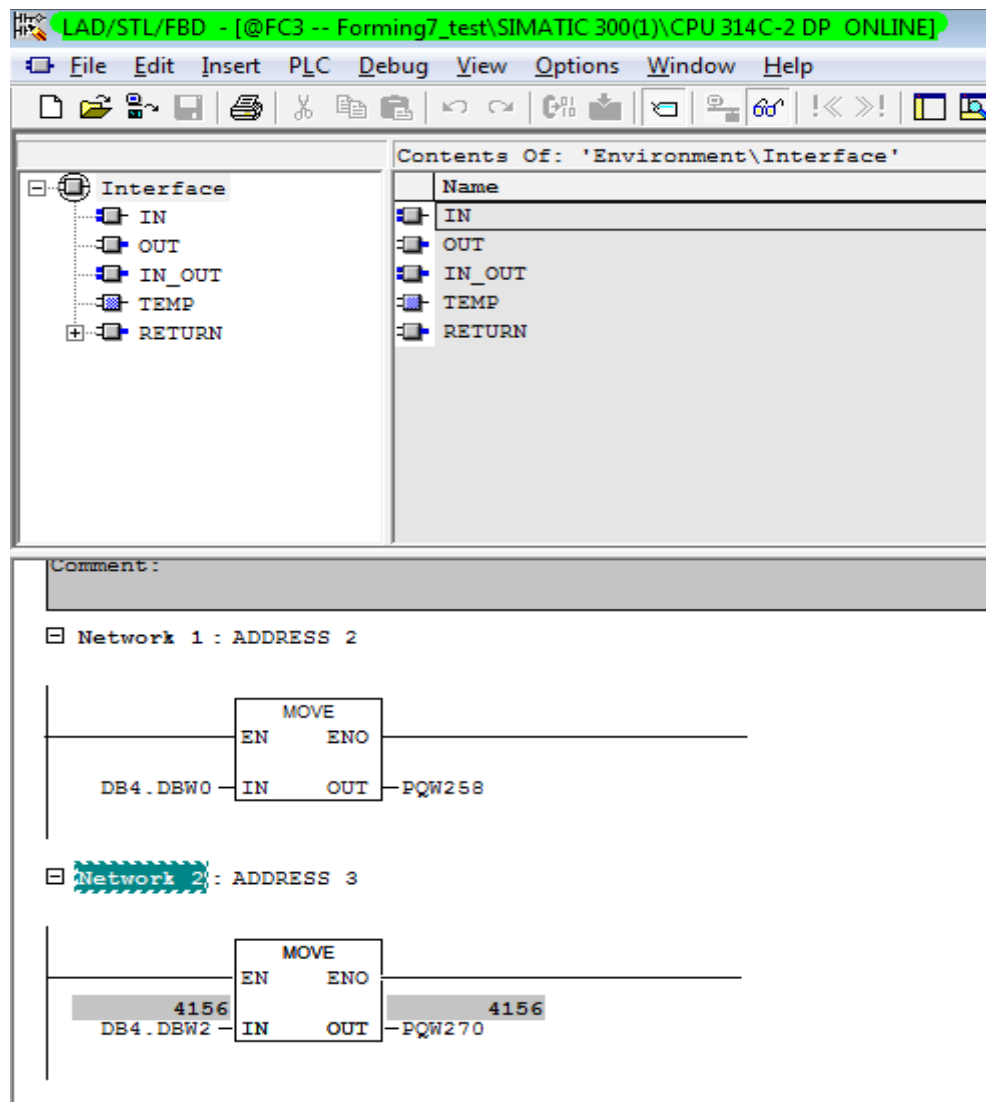 LAD/STL/FBD - [@FC3 -- Forming7_test\SIMATIC 300(1)\CPU 314C-2 DP ONLINE]
File Edit Insert PLC Debug View Options Window Help
Contents Of: 'Environment\Interface'
Interface
IN
OUT
IN_OUT
TEMP
RETURN
Name
IN
OUT
IN_OUT
TEMP
RETURN
Comment:
Network 1 : ADDRESS 2
MOVE
EN ENO
DB4.DBW0 IN OUT PQW258
Network 2 : ADDRESS 3
MOVE
EN ENO
4156 4156
DB4.DBW2 IN OUT PQW270